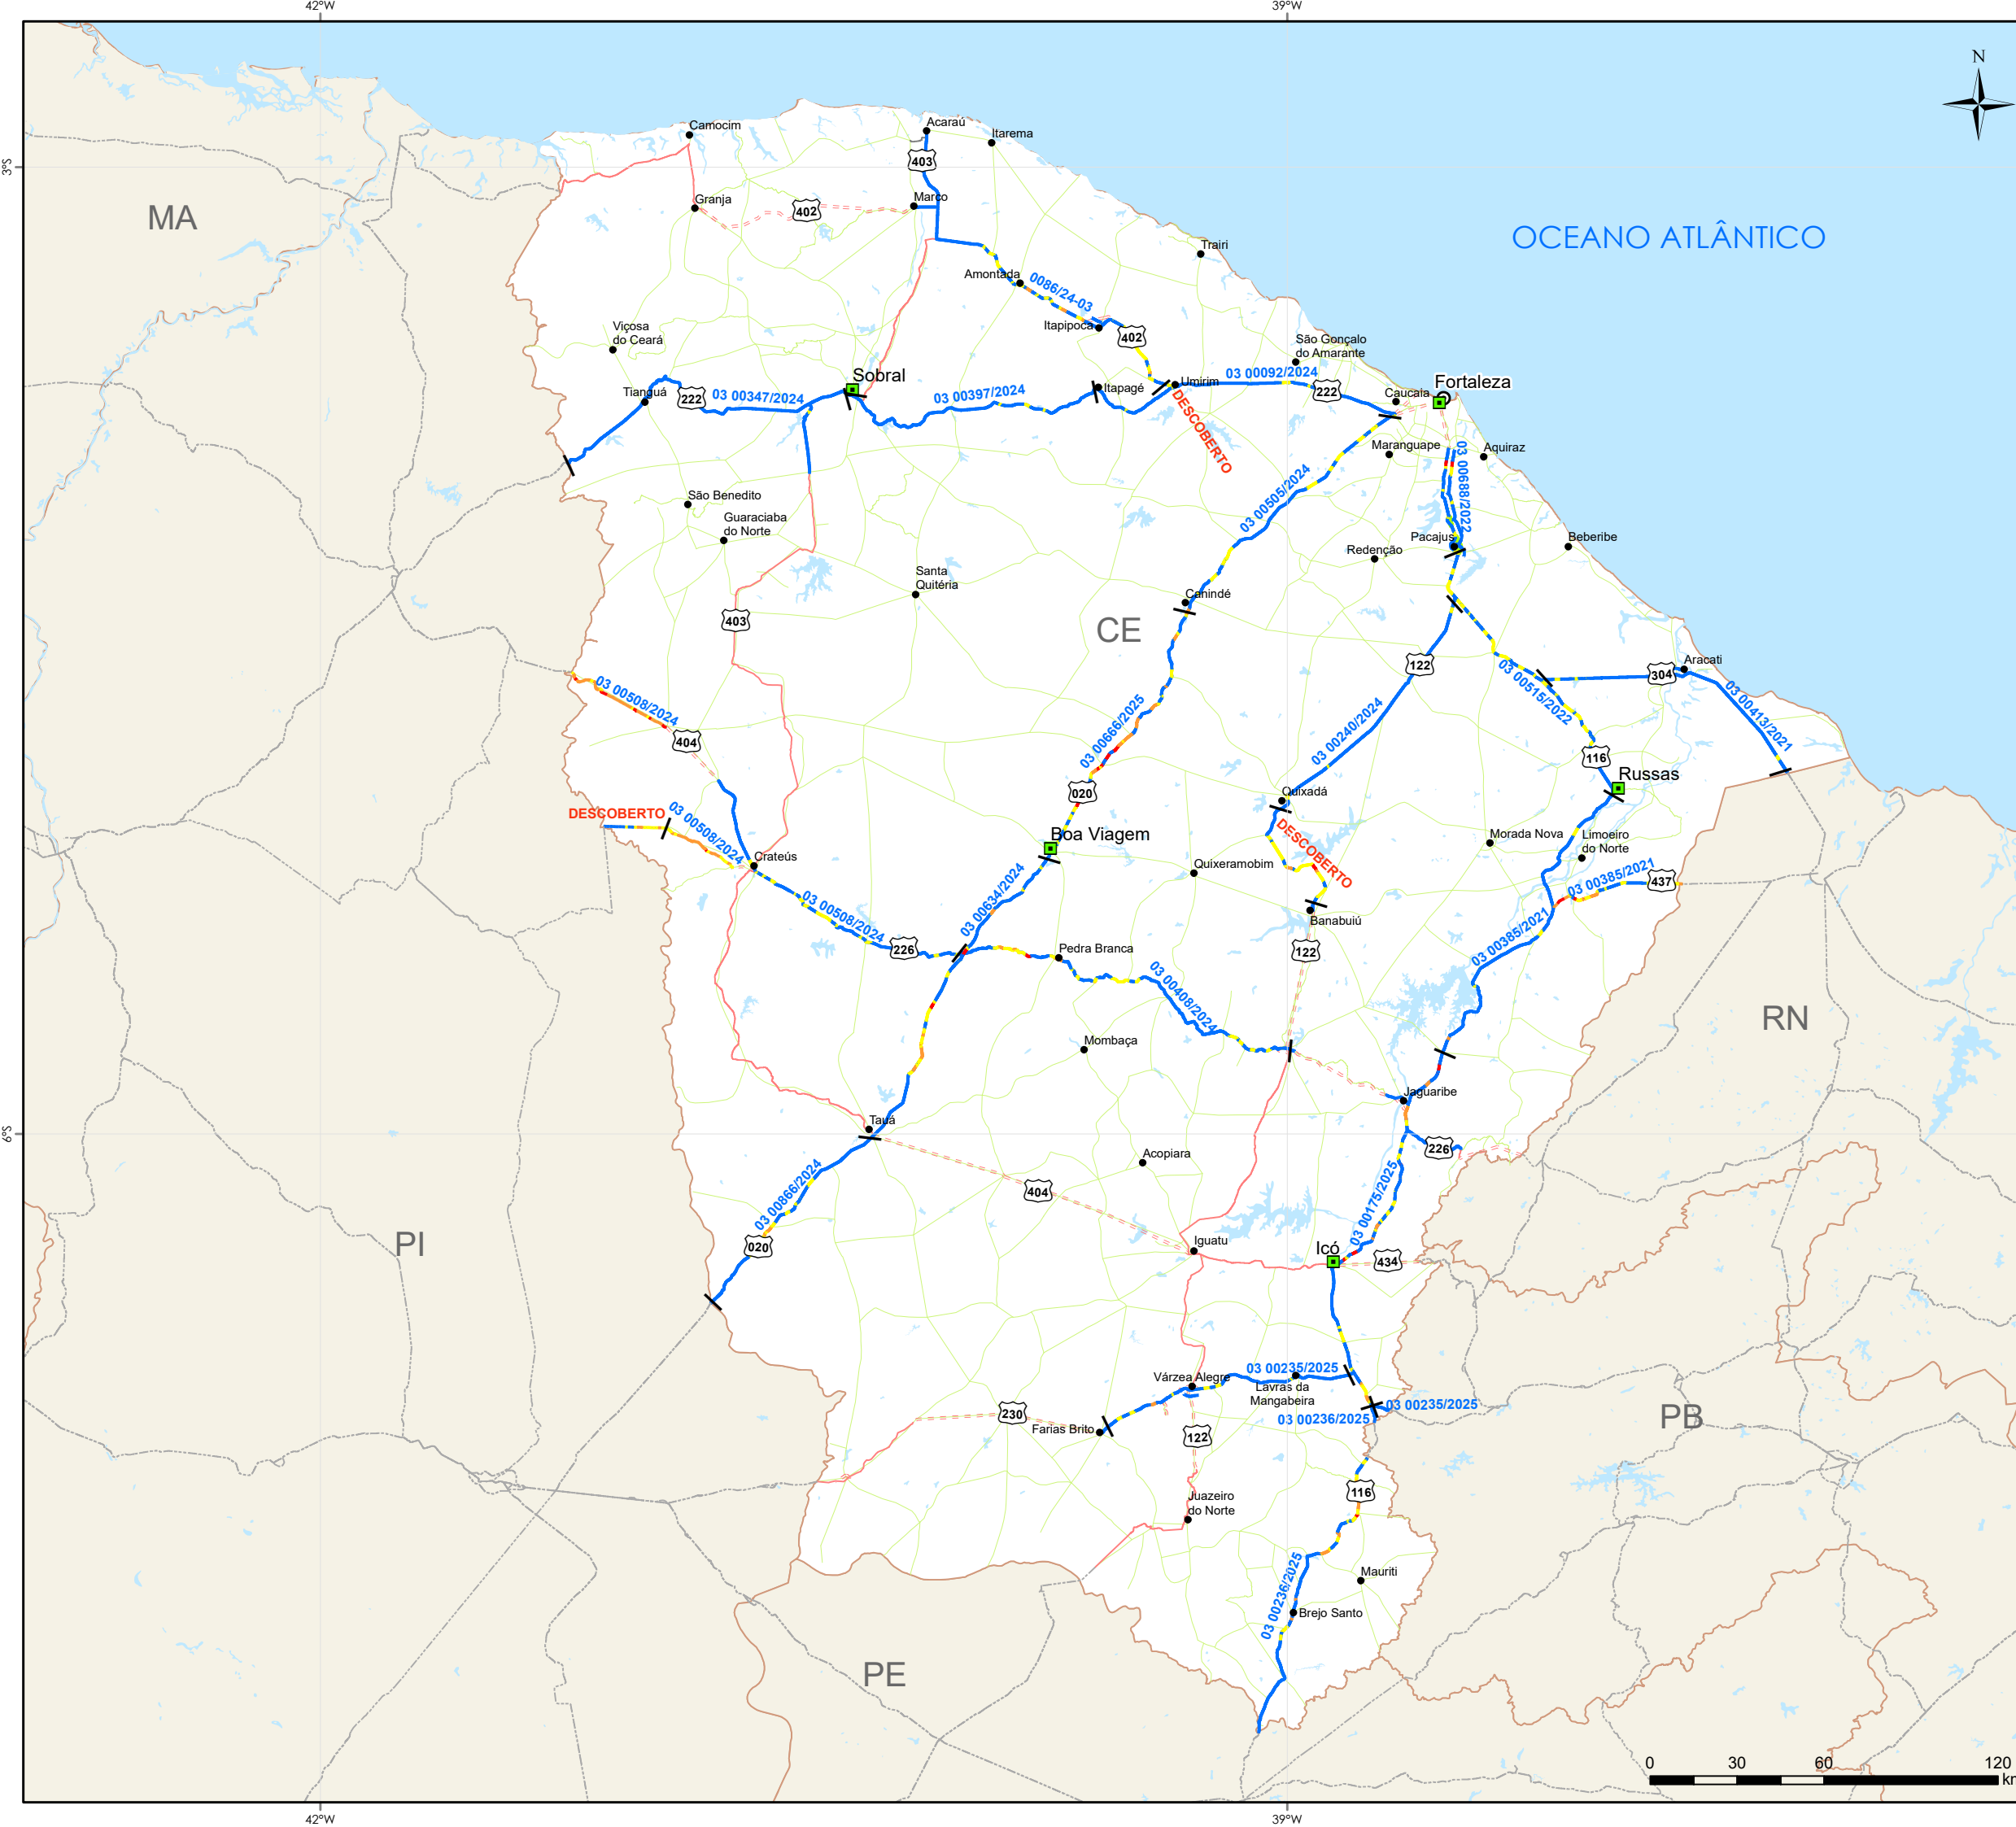 42°W
39°W
N
3°S
Camocim
Acaraú
Itarema
403
MA
Granja
402
Marco
OCEANO ATLÂNTICO
Trairi
Amontada
0086/24-03
Itapipoca
402
Viçosa
do Ceará
São Gonçalo
do Amarante
Tianguá
222
03 00347/2024
Sobral
03 00397/2024
Itapagé
Umirim
03 00092/2024
222
Caucaia
Fortaleza
DESCOBERTO
Maranguape
Aquiraz
03 00688/2022
03 00505/2024
São Benedito
Guaraciaba
do Norte
Pacajus
Redenção
Beberibe
Santa
Quitéria
Canindé
403
CE
122
304
Aracati
03 00515/2022
03 00413/2021
03 00508/2024
404
03 00666/2025
03 00240/2024
116
Russas
020
Quixadá
DESCOBERTO
03 00508/2024
Boa Viagem
DESCOBERTO
Morada Nova
Limoeiro
do Norte
Crateús
Quixeramobim
03 00385/2021
437
03 00508/2024
226
03 00634/2024
Banabuiú
Pedra Branca
122
03 00385/2021
03 00408/2024
RN
Mombaça
Jaguaribe
Tauá
6°S
226
Acopiara
404
03 00866/2024
020
03 00175/2025
PI
Iguatu
Icó
434
03 00235/2025
Várzea Alegre
Lavras da
Mangabeira
03 00235/2025
03 00236/2025
PB
230
Farias Brito
122
116
Juazeiro
do Norte
Mauriti
03 00236/2025
Brejo Santo
PE
0 30 60 120
42°W
39°W